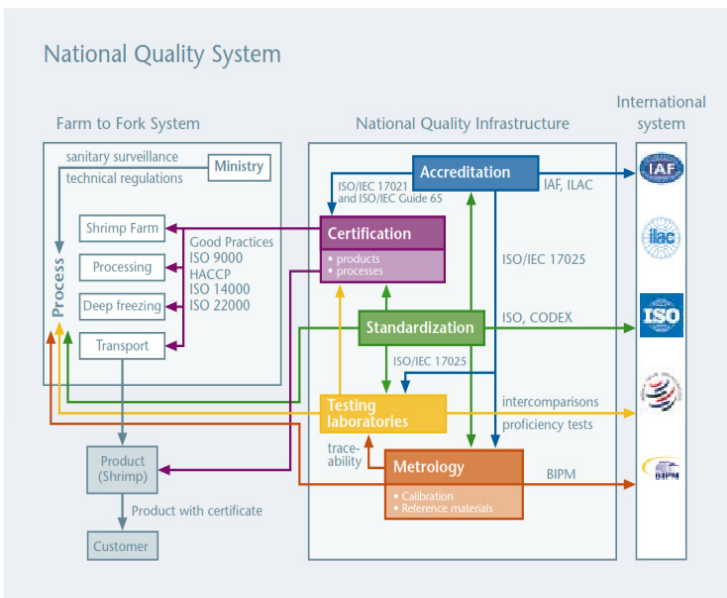 National Quality System
Farm to Fork System
National Quality Infrastructure
International
system
sanitary surveillance
technical regulations
Ministry
Process
Shrimp Farm
Processing
Deep freezing
Transport
Good Practices
ISO 9000
HACCP
ISO 14000
ISO 22000
Product
(Shrimp)
Product with certificate
Customer
Accreditation
ISO/IEC 17021
and ISO/IEC Guide 65
IAF, ILAC
Certification
• products
• processes
ISO/IEC 17025
Standardization
ISO, CODEX
ISO/IEC 17025
Testing
laboratories
intercomparisons
proficiency tests
trace-
ability
Metrology
• Calibration
• Reference materials
BIPM
IAF
ilac
ISO
BIPM